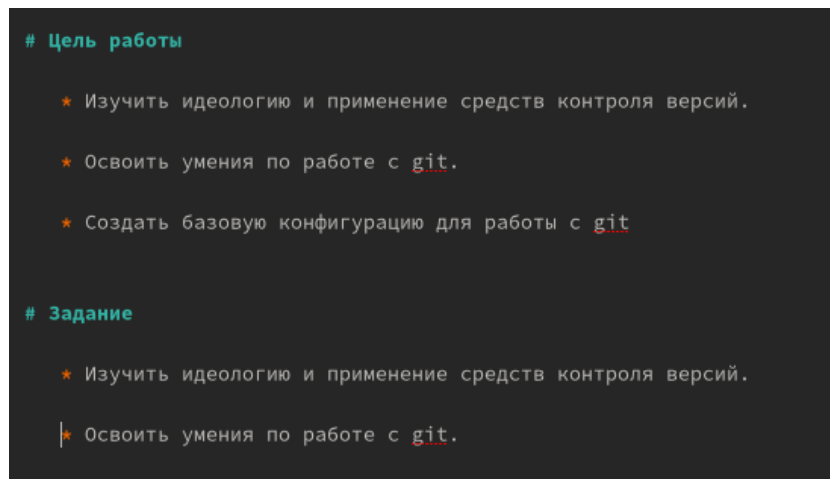 # Цель работы
* Изучить идеологию и применение средств контроля версий.
* Освоить умения по работе с git.
* Создать базовую конфигурацию для работы с git
# Задание
* Изучить идеологию и применение средств контроля версий.
* Освоить умения по работе с git.